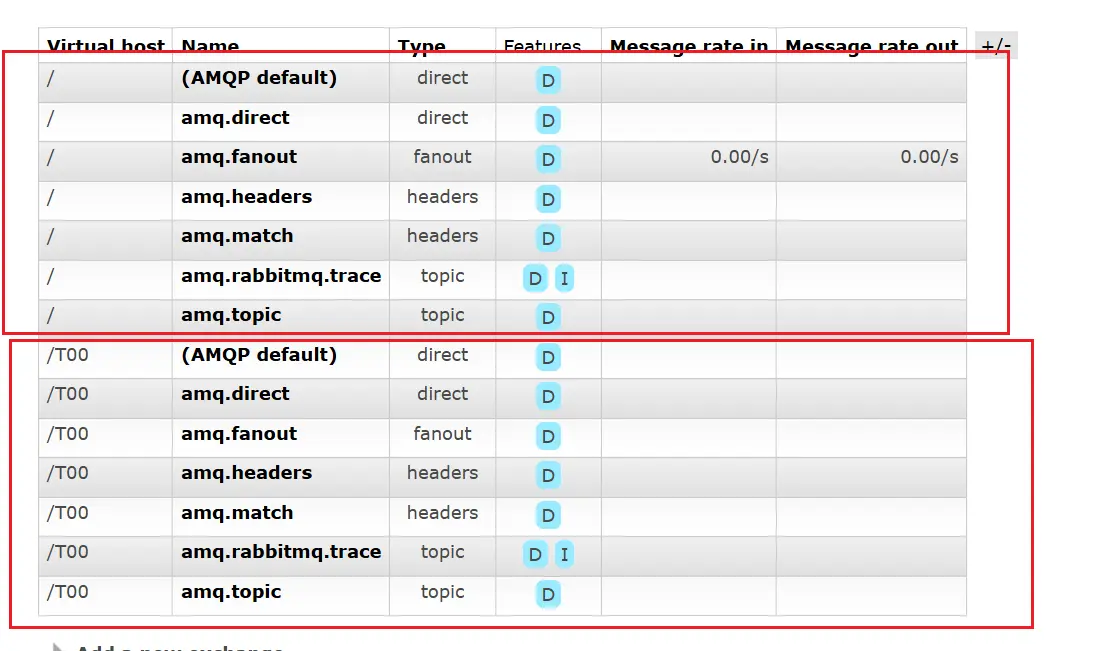 Virtual host Name Type Features Message rate in Message rate out +/-
/ (AMQP default) direct D
/ amq.direct direct D
/ amq.fanout fanout D 0.00/s 0.00/s
/ amq.headers headers D
/ amq.match headers D
/ amq.rabbitmq.trace topic D I
/ amq.topic topic D
/T00 (AMQP default) direct D
/T00 amq.direct direct D
/T00 amq.fanout fanout D
/T00 amq.headers headers D
/T00 amq.match headers D
/T00 amq.rabbitmq.trace topic D I
/T00 amq.topic topic D
Add a new exchange